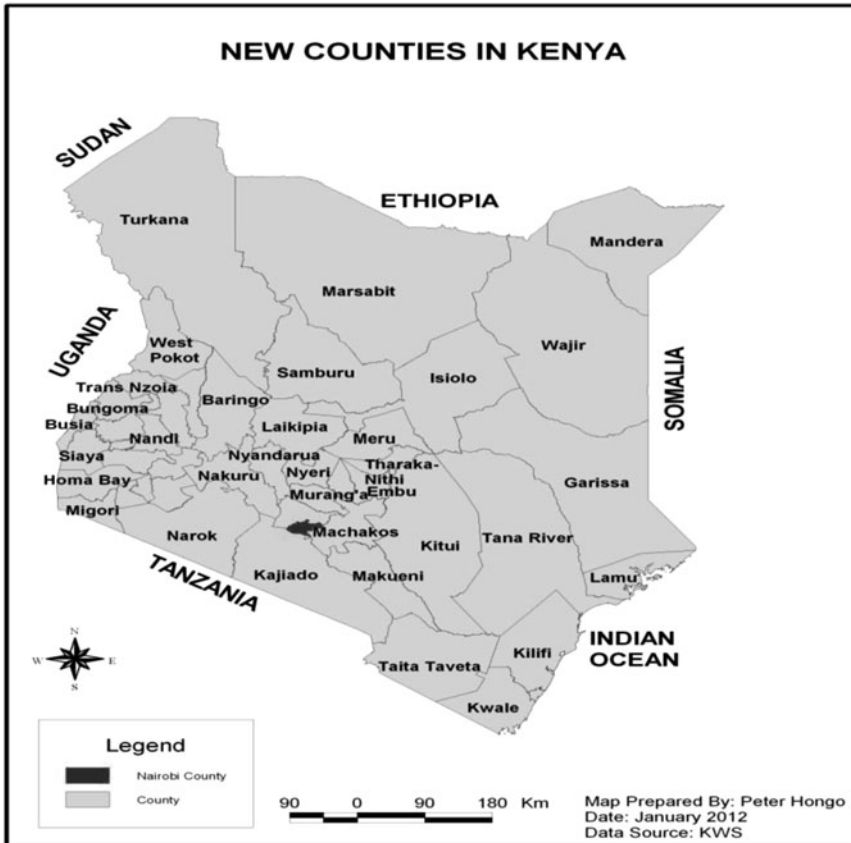 NEW COUNTIES IN KENYA
SUDAN
ETHIOPIA
Turkana
Mandera
Marsabit
UGANDA
Wajir
SOMALIA
West
Pokot
Samburu
Isiolo
Trans Nzoia
Baringo
Bungoma
Busia
Laikipia
Nandi
Meru
Siaya
Nyandarua
Tharaka-
Nithi
Nakuru
Nyeri
Garissa
Homa Bay
Murang'a
Embu
Migori
Narok
Machakos
Kitui
Tana River
TANZANIA
Kajiado
Makueni
Lamu
INDIAN
OCEAN
Kilifi
Taita Taveta
Kwale
N
W
E
S
Legend
Nairobi County
County
90 0 90 180 Km
Map Prepared By: Peter Hongo
Date: January 2012
Data Source: KWS